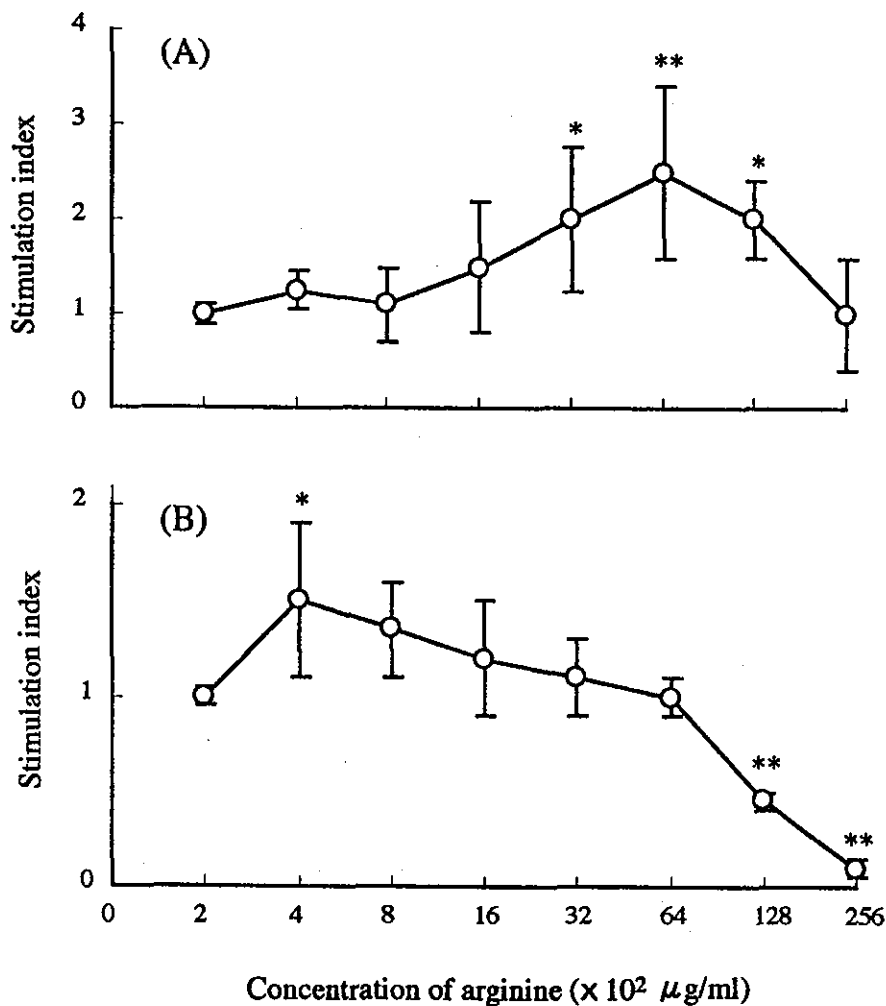 (A)
Stimulation index
4
3
2
1
0
*
**
*
(B)
Stimulation index
2
1
0
*
**
**
0 2 4 8 16 32 64 128 256
Concentration of arginine (× 10² μg/ml)